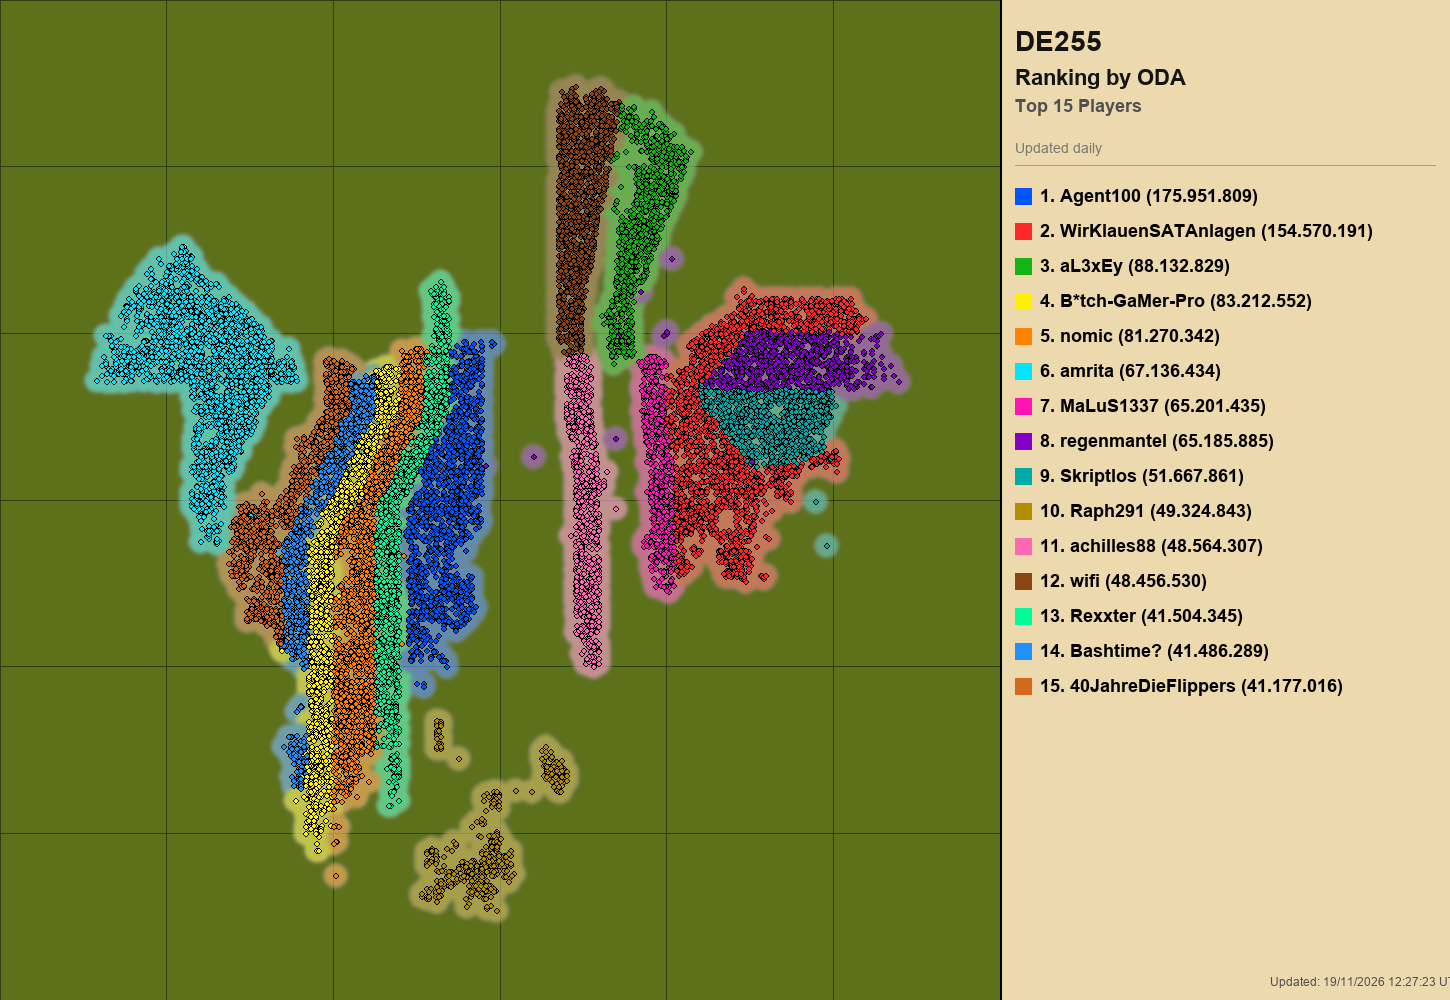 DE255
Ranking by ODA
Top 15 Players
Updated daily
1. Agent100 (175.951.809)
2. WirKlauenSATAnlagen (154.570.191)
3. aL3xEy (88.132.829)
4. B*tch-GaMer-Pro (83.212.552)
5. nomic (81.270.342)
6. amrita (67.136.434)
7. MaLuS1337 (65.201.435)
8. regenmantel (65.185.885)
9. Skriptlos (51.667.861)
10. Raph291 (49.324.843)
11. achilles88 (48.564.307)
12. wifi (48.456.530)
13. Rexxter (41.504.345)
14. Bashtime? (41.486.289)
15. 40JahreDieFlippers (41.177.016)
Updated: 19/11/2026 12:27:23